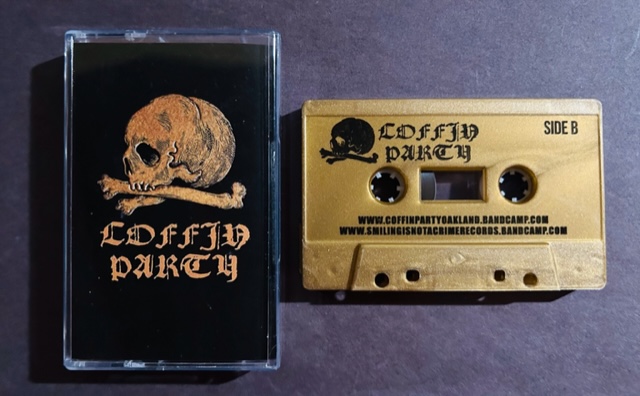 COFFIN
PARTY
COFFIN
PARTY
SIDE B
WWW.COFFINPARTYOAKLAND.BANDCAMP.COM
WWW.SMILINGISNOTACRIMERECORDS.BANDCAMP.COM